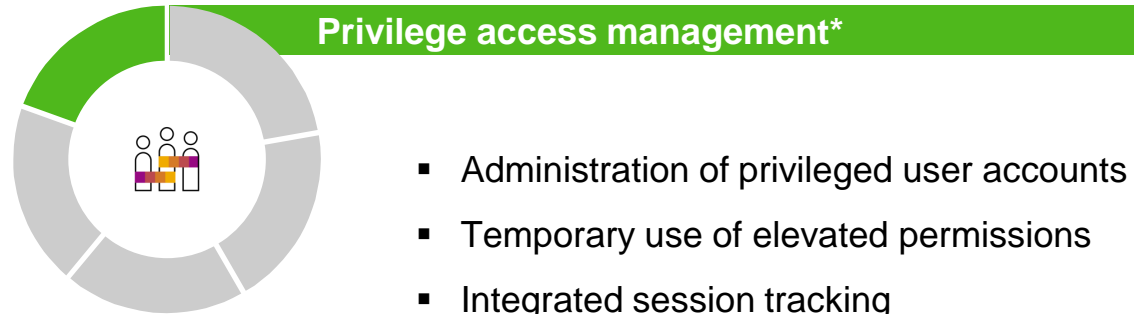 Privilege access management*
▪ Administration of privileged user accounts
▪ Temporary use of elevated permissions
▪ Integrated session tracking